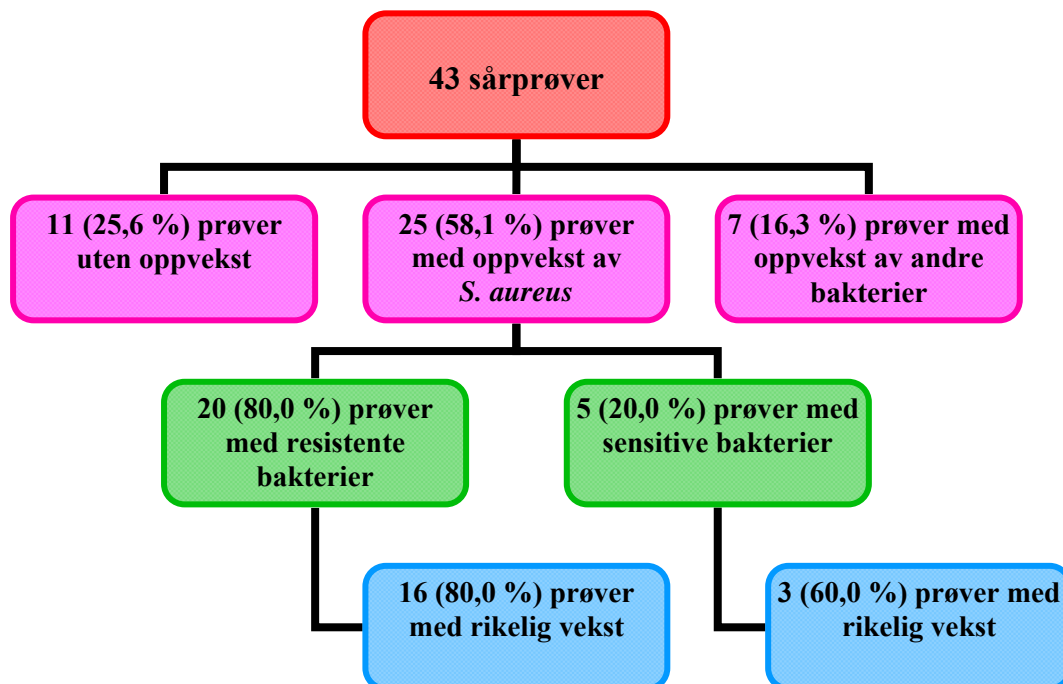 43 sårprøver
11 (25,6 %) prøver
uten oppvekst
25 (58,1 %) prøver
med oppvekst av
S. aureus
7 (16,3 %) prøver med
oppvekst av andre
bakterier
20 (80,0 %) prøver
med resistente
bakterier
5 (20,0 %) prøver med
sensitive bakterier
16 (80,0 %) prøver
med rikelig vekst
3 (60,0 %) prøver med
rikelig vekst